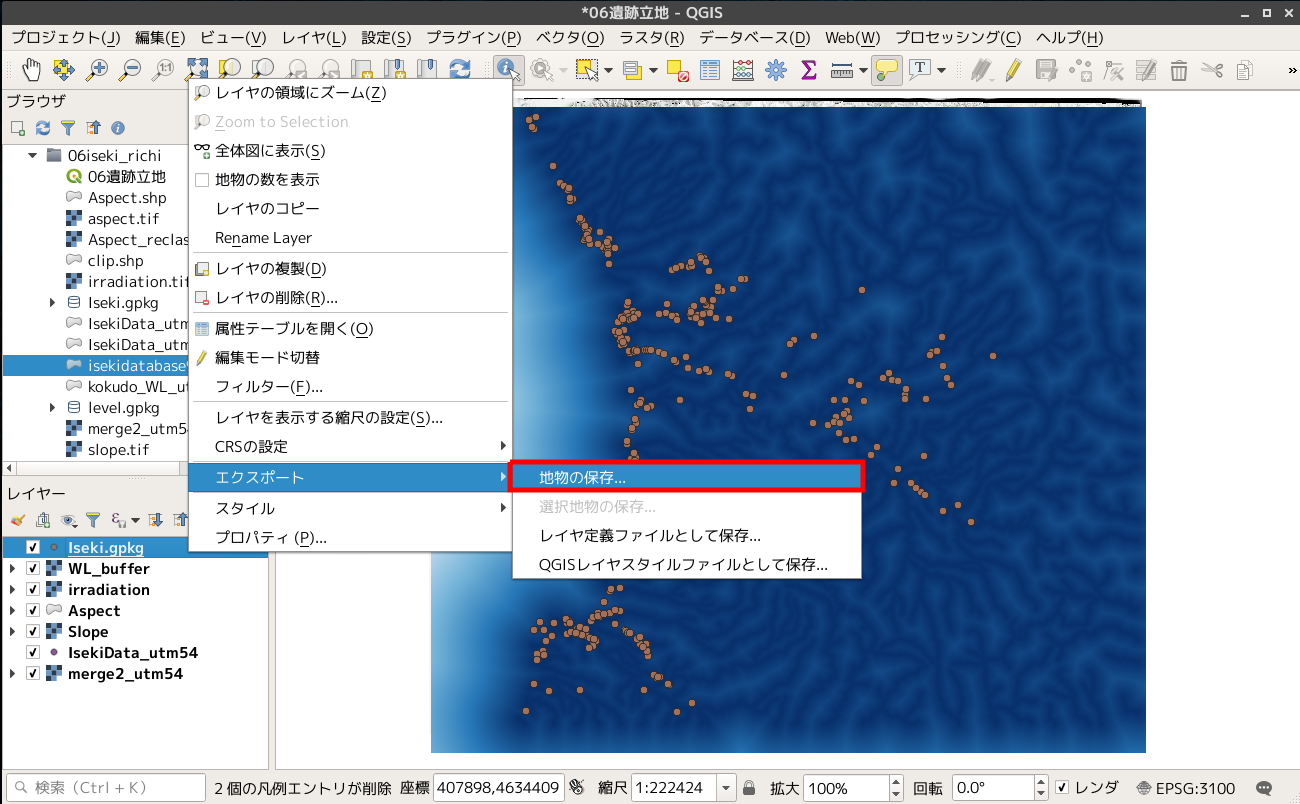 *06遺跡立地 - QGIS
プロジェクト(J) 編集(E) ビュー(V) レイヤ(L) 設定(S) プラグイン(P) ベクタ(O) ラスタ(R) データベース(D) Web(W) プロセッシング(C) ヘルプ(H)
1:1
T
»
ブラウザ
06iseki_richi
06遺跡立地
Aspect.shp
aspect.tif
Aspect_reclas
clip.shp
irradiation.tif
Iseki.gpkg
IsekiData_utm
IsekiData_utm
isekidatabase
kokudo_WL_ut
level.gpkg
merge2_utm5
slope.tif
レイヤー
Iseki.gpkg
WL_buffer
irradiation
Aspect
Slope
IsekiData_utm54
merge2_utm54
レイヤの領域にズーム(Z)
Zoom to Selection
全体図に表示(S)
地物の数を表示
レイヤのコピー
Rename Layer
レイヤの複製(D)
レイヤの削除(R)...
属性テーブルを開く(O)
編集モード切替
フィルター(F)...
レイヤを表示する縮尺の設定(S)...
CRSの設定
エクスポート
スタイル
プロパティ (P)...
地物の保存...
選択地物の保存...
レイヤ定義ファイルとして保存...
QGISレイヤスタイルファイルとして保存...
検索（Ctrl + K） 2 個の凡例エントリが削除 座標 407898,4634409 縮尺 1:222424 拡大 100% 回転 0.0° レンダ EPSG:3100